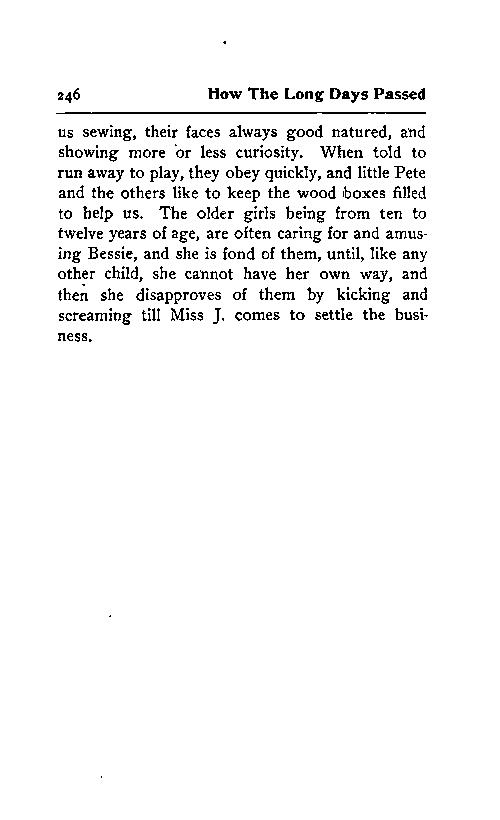 246 How The Long Days Passed
us sewing, their faces always good natured, and
showing more or less curiosity. When told to
run away to play, they obey quickly, and little Pete
and the others like to keep the wood boxes filled
to help us. The older girls being from ten to
twelve years of age, are often caring for and amus-
ing Bessie, and she is fond of them, until, like any
other child, she cannot have her own way, and
then she disapproves of them by kicking and
screaming till Miss J. comes to settle the busi-
ness.